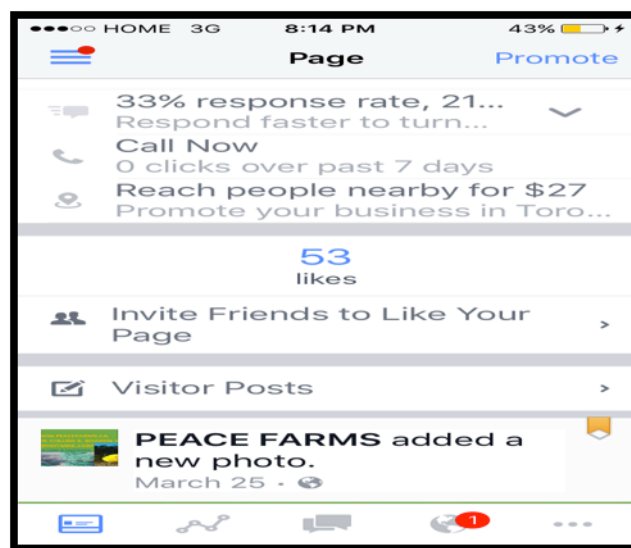 HOME 3G 8:14 PM 43%
Page Promote
33% response rate, 21...
Respond faster to turn...
Call Now
0 clicks over past 7 days
Reach people nearby for $27
Promote your business in Toro...
53
likes
Invite Friends to Like Your
Page
Visitor Posts
PEACE FARMS added a
new photo.
March 25 ·
1